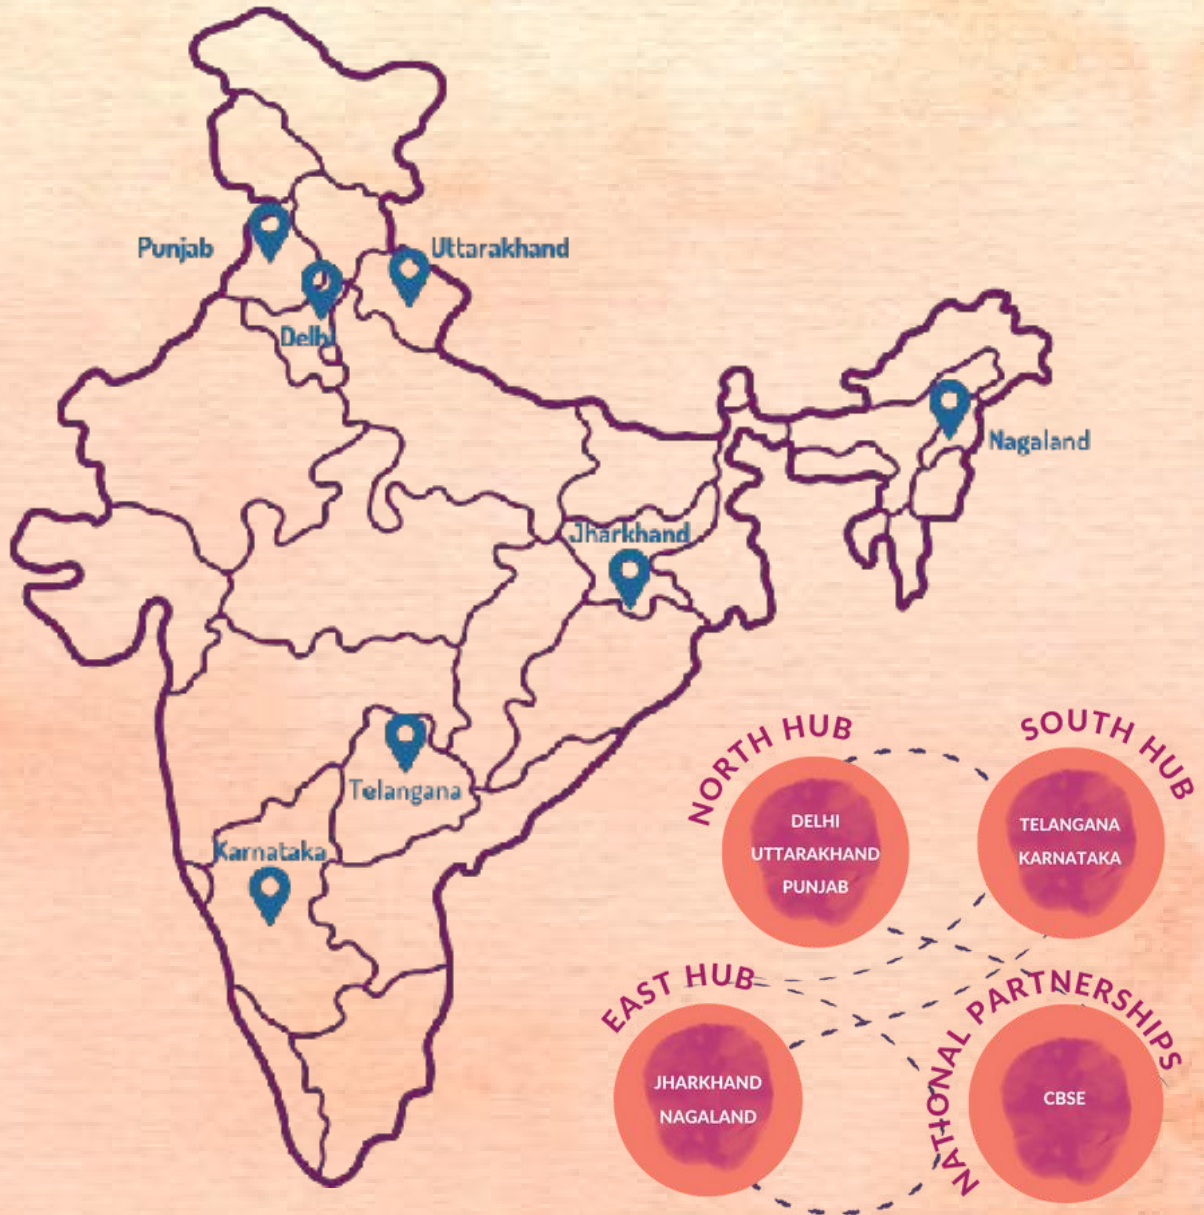 Punjab
Uttarakhand
Delhi
Nagaland
Jharkhand
Telangana
Karnataka
NORTH HUB
DELHI
UTTARAKHAND
PUNJAB
SOUTH HUB
TELANGANA
KARNATAKA
EAST HUB
JHARKHAND
NAGALAND
NATIONAL PARTNERSHIPS
CBSE